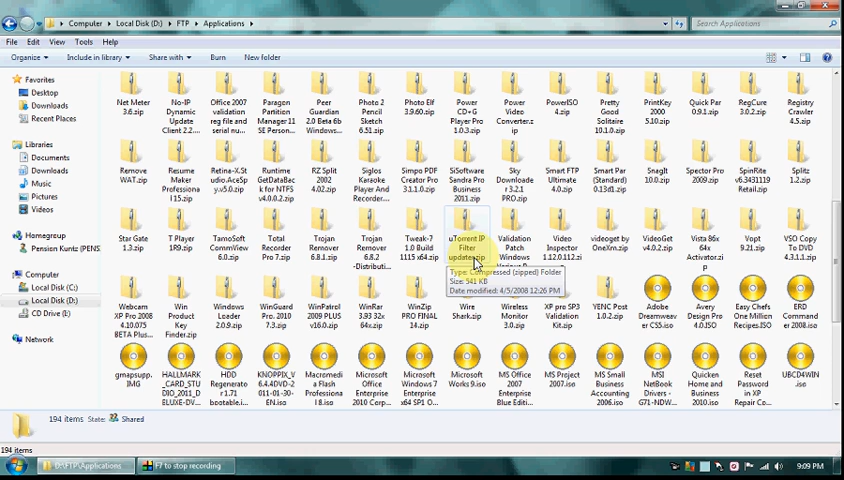 Computer ▸ Local Disk (D:) ▸ FTP ▸ Applications ▸
Search Applications
File Edit View Tools Help
Organize Include in library Share with Burn New folder
Favorites
Desktop
Downloads
Recent Places
Libraries
Documents
Downloads
Music
Pictures
Videos
Homegroup
Pension Kuntz (PENS
Computer
Local Disk (C:)
Local Disk (D:)
CD Drive (I:)
Network
Net Meter
3.6.zip
No-IP
Dynamic
Update
Client 2.2....
Office 2007
validation
reg file and
serial nu...
Paragon
Partition
Manager 11
SE Person...
Peer
Guardian
2.0 Beta 6b
Windows...
Photo 2
Pencil
Sketch
6.51.zip
Photo Elf
3.9.60.zip
Power
CD+G
Player Pro
1.0.3.zip
Power
Video
Converter.z
ip
PowerISO
4.zip
Pretty
Good
Solitaire
10.1.0.zip
PrintKey
2000
5.10.zip
Quick Par
0.9.1.zip
RegCure
3.0.2.zip
Registry
Crawler
4.5.zip
Remove
WAT.zip
Resume
Maker
Professiona
l 15.zip
Retina-X.St
udio.AceSp
y.v5.0.zip
Runtime
GetDataBac
k for NTFS
v4.0.0.2.zip
RZ Split
2002
4.02.zip
Siglos
Karaoke
Player And
Recorder...
Simpo PDF
Creator Pro
3.1.1.0.zip
SiSoftware
Sandra Pro
Business
2011.zip
Sky
Downloade
r 3.2.1
PRO.zip
Smart FTP
Ultimate
4.0.zip
Smart Par
(Standard)
0.13d1.zip
SnagIt
10.0.zip
Spector Pro
2009.zip
SpinRite
v6.3431119
Retail.zip
Splitz
1.2.zip
Star Gate
1.3.zip
T Player
1R9.zip
TamoSoft
CommView
6.0.zip
Total
Recorder
Pro 7.zip
Trojan
Remover
6.8.1.zip
Trojan
Remover
6.8.2
-Distributi...
Tweak-7
1.0 Build
1115 x64.zip
uTorrent IP
Filter
updater.zip
Validation
Patch
Windows
Video
Inspector
1.12.0.112.zi
videoget by
OneXm.zip
VideoGet
v4.0.2.zip
Vista 86x
64x
Activator.zi
p
Vopt
9.21.zip
VSO Copy
To DVD
4.3.1.1.zip
Type: Compressed (zipped) Folder
Size: 541 KB
Date modified: 4/5/2008 12:26 PM
Webcam
XP Pro 2008
4.10.075
BETA Plus...
Win
Product
Key
Finder.zip
Windows
Loader
2.0.9.zip
WinGuard
Pro. 2010
7.3.zip
WinPatrol
2009 PLUS
v16.0.zip
WinRar
3.93 32x
64x.zip
WinZip
PRO FINAL
14.zip
Wire
Shark.zip
Wireless
Monitor
3.0.zip
XP pro SP3
Validation
Kit.zip
YENC Post
1.0.2.zip
Adobe
Dreamweav
er CS5.iso
Avery
Design Pro
4.0.ISO
Easy Chefs
One Million
Recipes.ISO
ERD
Command
er 2008.iso
gmapsupp.
IMG
HALLMARK
_CARD_STU
DIO_2011_D
ELUXE-DV...
HDD
Regenerato
r 1.71
bootable.i...
KNOPPIX_V
6.4.4DVD-2
011-01-30-
EN.iso
Macromedi
a Flash
Professiona
l 8.iso
Microsoft
Office
Enterprise
2010 Corp...
Microsoft
Windows 7
Enterprise
x64 SP1 O...
Microsoft
Works 9.iso
MS Office
2007
Enterprise
Blue Editi...
MS Project
2007.iso
MS Small
Business
Accounting
2006.iso
MSI
NetBook
Drivers -
G71-NDW...
Quicken
Home and
Business
2010.iso
Reset
Password
in XP
Repair Co...
UBCD4WIN
.iso
194 items State: Shared
194 items
D:\FTP\Applications
F7 to stop recording
9:09 PM